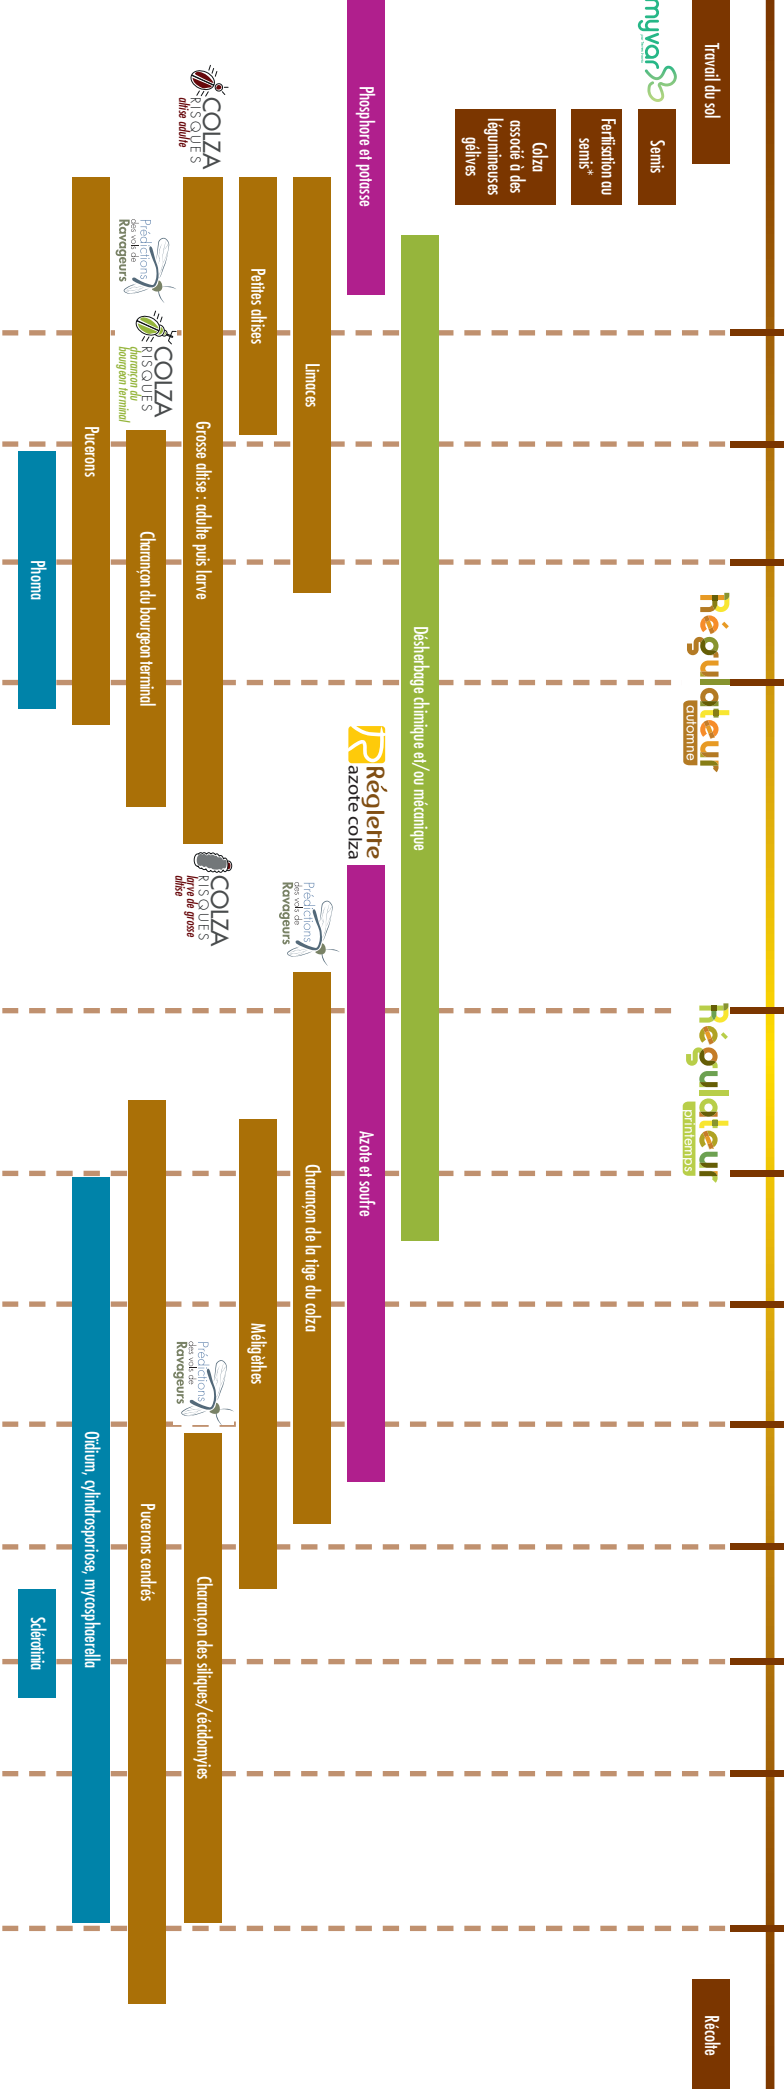 Travail du sol
myvar
Semis
Fertilisation au
semis*
Colza
associé à des
légumineuses
gélives
Régulateur
automne
Régulateur
printemps
Récolte
Désherbage chimique et/ou mécanique
Phosphore et potasse
Réglette
azote colza
Azote et soufre
Limaces
Prédictions
des vols de
Ravageurs
Charançon de la tige du colza
Petites altises
Méligèthes
COLZA
RISQUES
altise adulte
Grosse altise : adulte puis larve
COLZA
RISQUES
larve de grosse
altise
Prédictions
des vols de
Ravageurs
Charançon des siliques/cécidomyies
Prédictions
des vols de
Ravageurs
COLZA
RISQUES
charançon du
bourgeon terminal
Charançon du bourgeon terminal
Pucerons cendrés
Pucerons
Oïdium, cylindrosporiose, mycosphaerella
Phoma
Sclérotinia